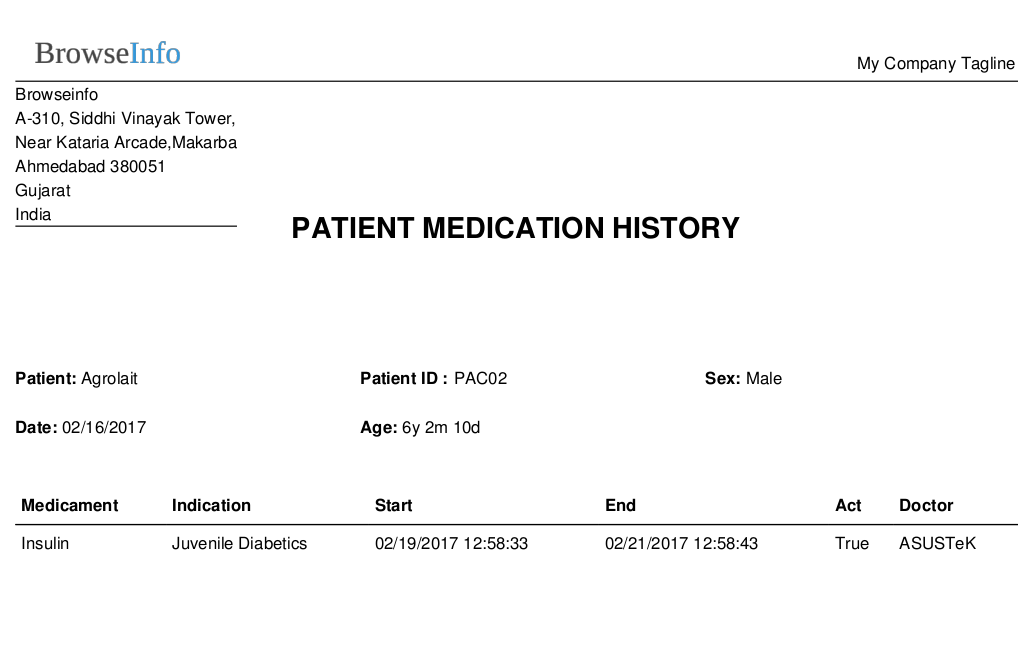 BrowseInfo
My Company Tagline
Browseinfo
A-310, Siddhi Vinayak Tower,
Near Kataria Arcade,Makarba
Ahmedabad 380051
Gujarat
India
PATIENT MEDICATION HISTORY
Patient: Agrolait Patient ID : PAC02 Sex: Male
Date: 02/16/2017 Age: 6y 2m 10d
Medicament Indication Start End Act Doctor
Insulin Juvenile Diabetics 02/19/2017 12:58:33 02/21/2017 12:58:43 True ASUSTeK